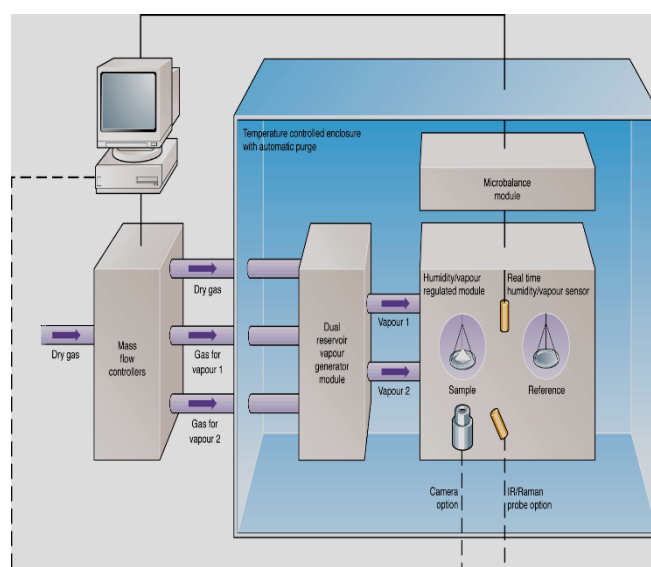 Temperature controlled enclosure
with automatic purge
Microbalance
module
Dry gas
Humidity/vapour
regulated module
Real time
humidity/vapour sensor
Dry gas
Mass
flow
controllers
Gas for
vapour 1
Dual
reservoir
vapour
generator
module
Vapour 1
Vapour 2
Sample
Reference
Gas for
vapour 2
Camera
option
IR/Raman
probe option